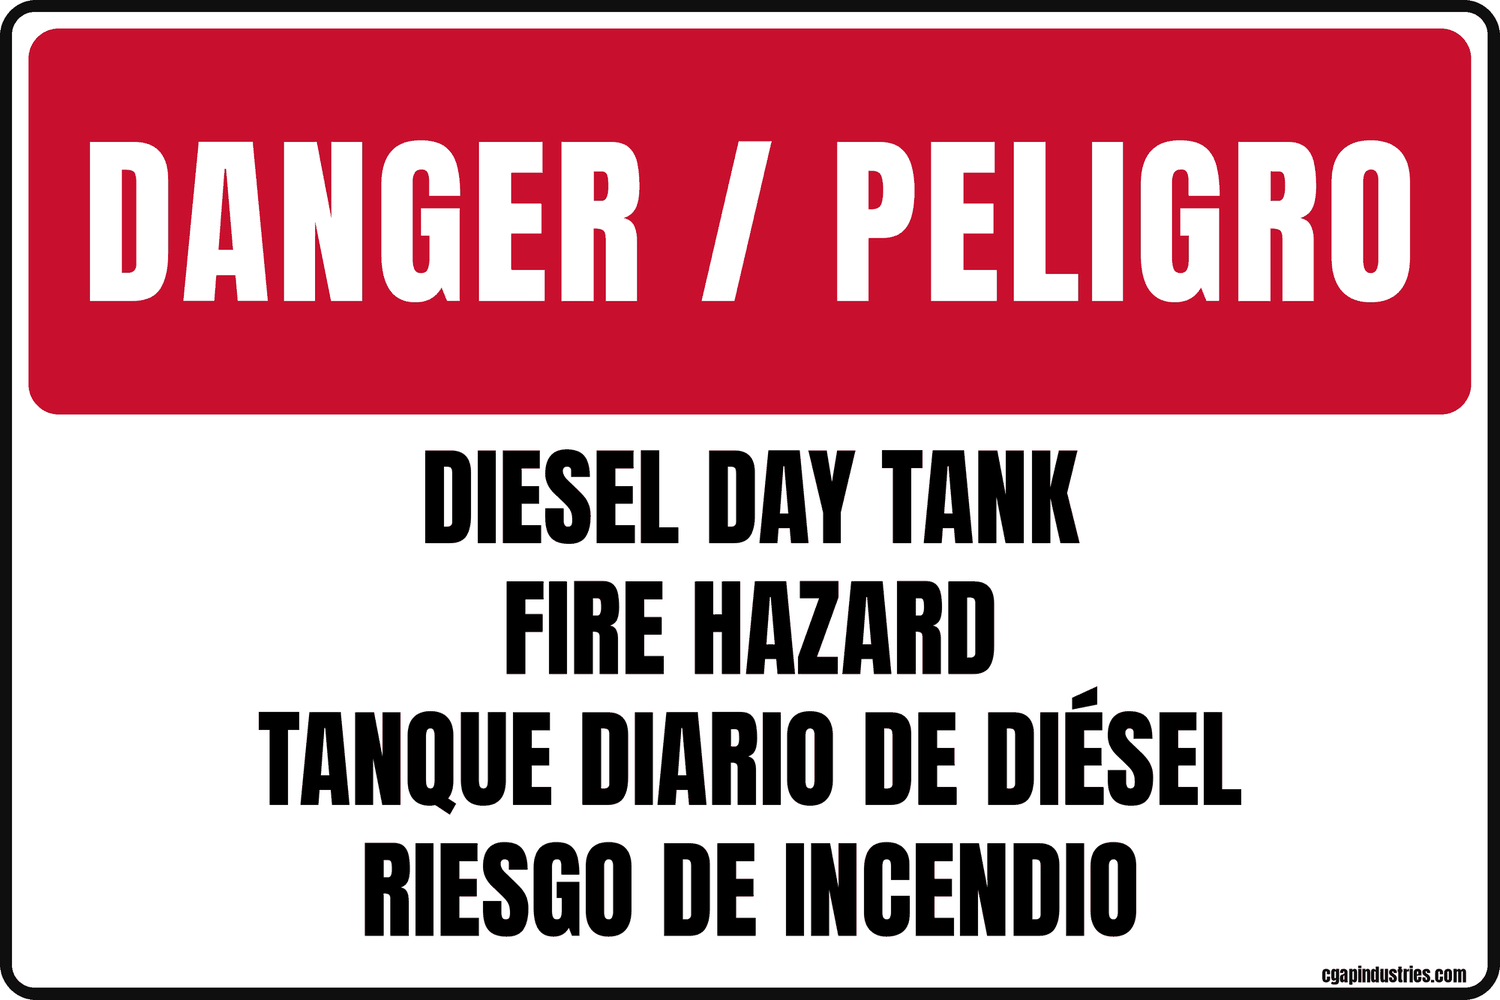 DANGER / PELIGRO
DIESEL DAY TANK
FIRE HAZARD
TANQUE DIARIO DE DIÉSEL
RIESGO DE INCENDIO
cgapindustries.com